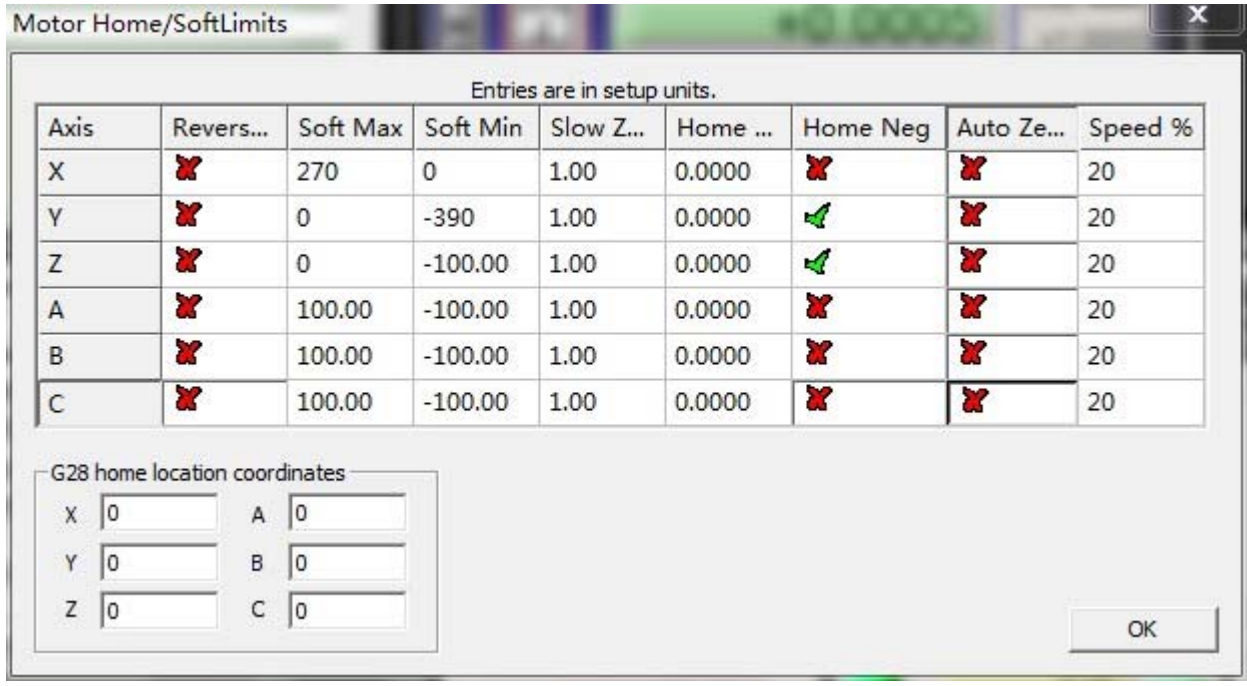 Motor Home/SoftLimits
+0.0005
Entries are in setup units.
Axis Revers... Soft Max Soft Min Slow Z... Home ... Home Neg Auto Ze... Speed %
X 270 0 1.00 0.0000 20
Y 0 -390 1.00 0.0000 20
Z 0 -100.00 1.00 0.0000 20
A 100.00 -100.00 1.00 0.0000 20
B 100.00 -100.00 1.00 0.0000 20
C 100.00 -100.00 1.00 0.0000 20
G28 home location coordinates
X 0 A 0
Y 0 B 0
Z 0 C 0
OK